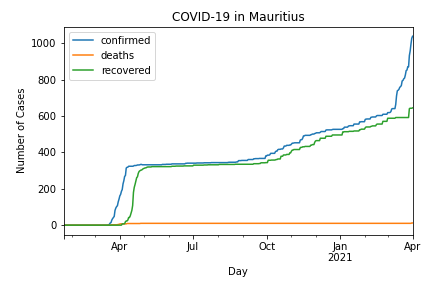 COVID-19 in Mauritius
confirmed
deaths
recovered
Number of Cases
1000
800
600
400
200
0
Apr
Jul
Oct
Jan
2021
Apr
Day